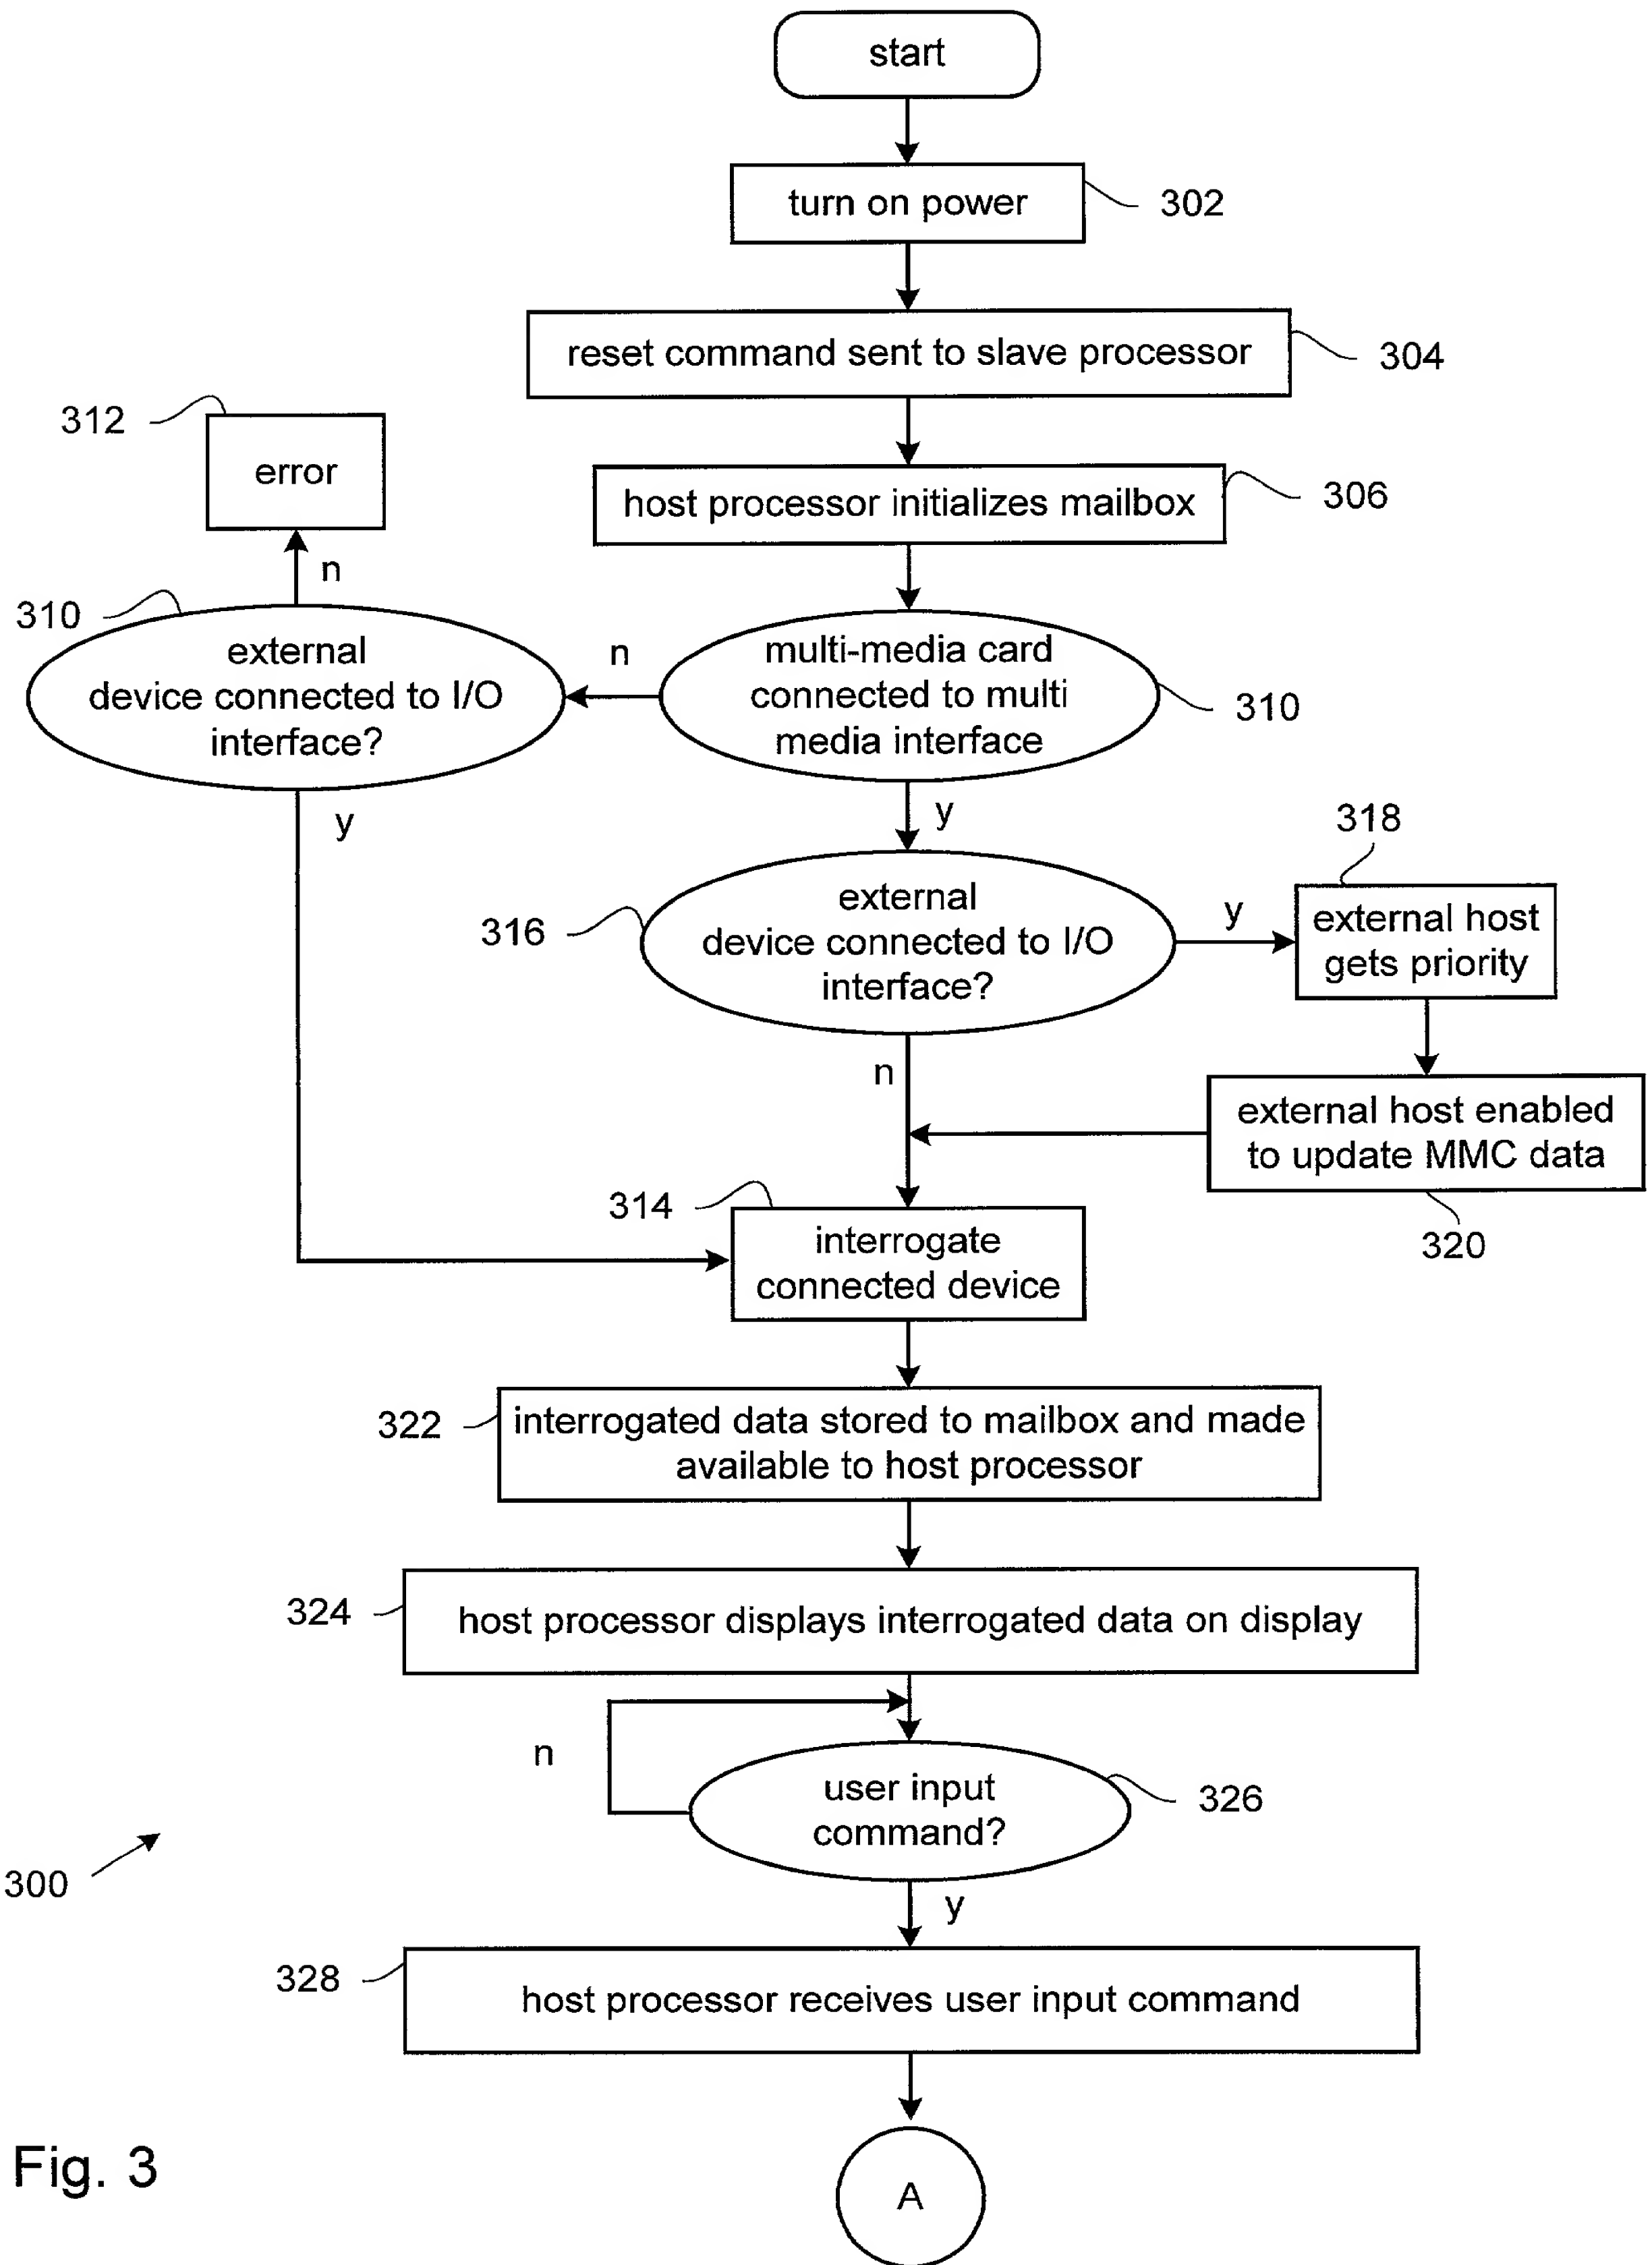 start
turn on power
302
reset command sent to slave processor
304
312
error
host processor initializes mailbox
306
n
310
external
device connected to I/O
interface?
n
multi-media card
connected to multi
media interface
310
y
y
318
316
external
device connected to I/O
interface?
y
external host
gets priority
n
external host enabled
to update MMC data
320
314
interrogate
connected device
322
interrogated data stored to mailbox and made
available to host processor
324
host processor displays interrogated data on display
n
user input
command?
326
300
y
328
host processor receives user input command
Fig. 3
A